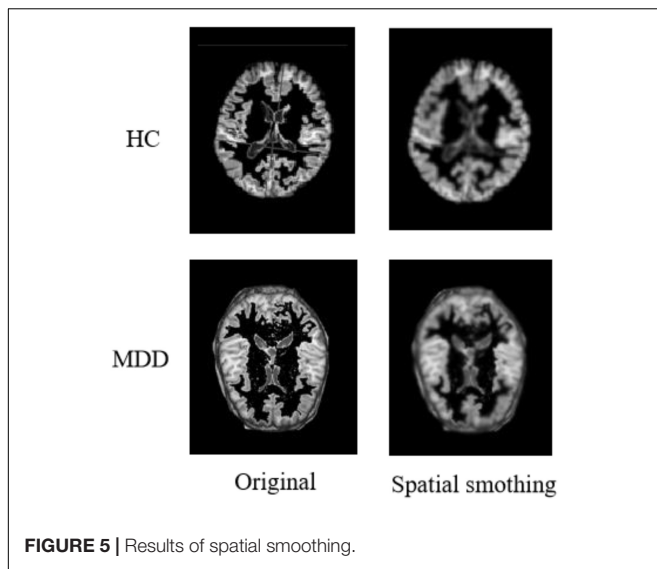 HC
MDD
Original Spatial smothing
FIGURE 5 | Results of spatial smoothing.